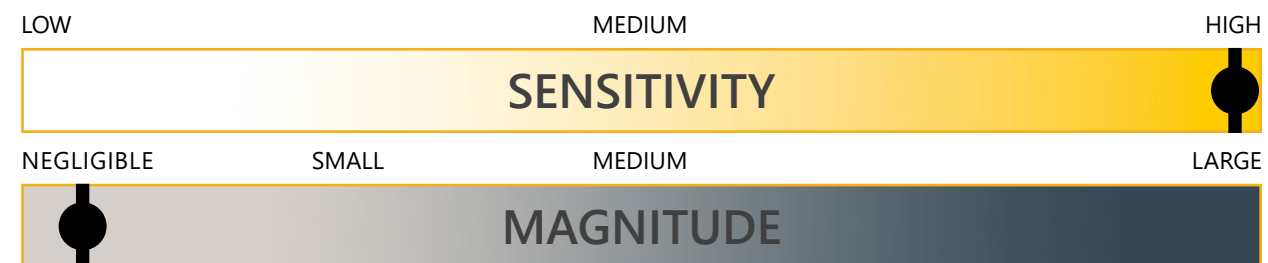 LOW MEDIUM HIGH
SENSITIVITY
NEGLIGIBLE SMALL MEDIUM LARGE
MAGNITUDE